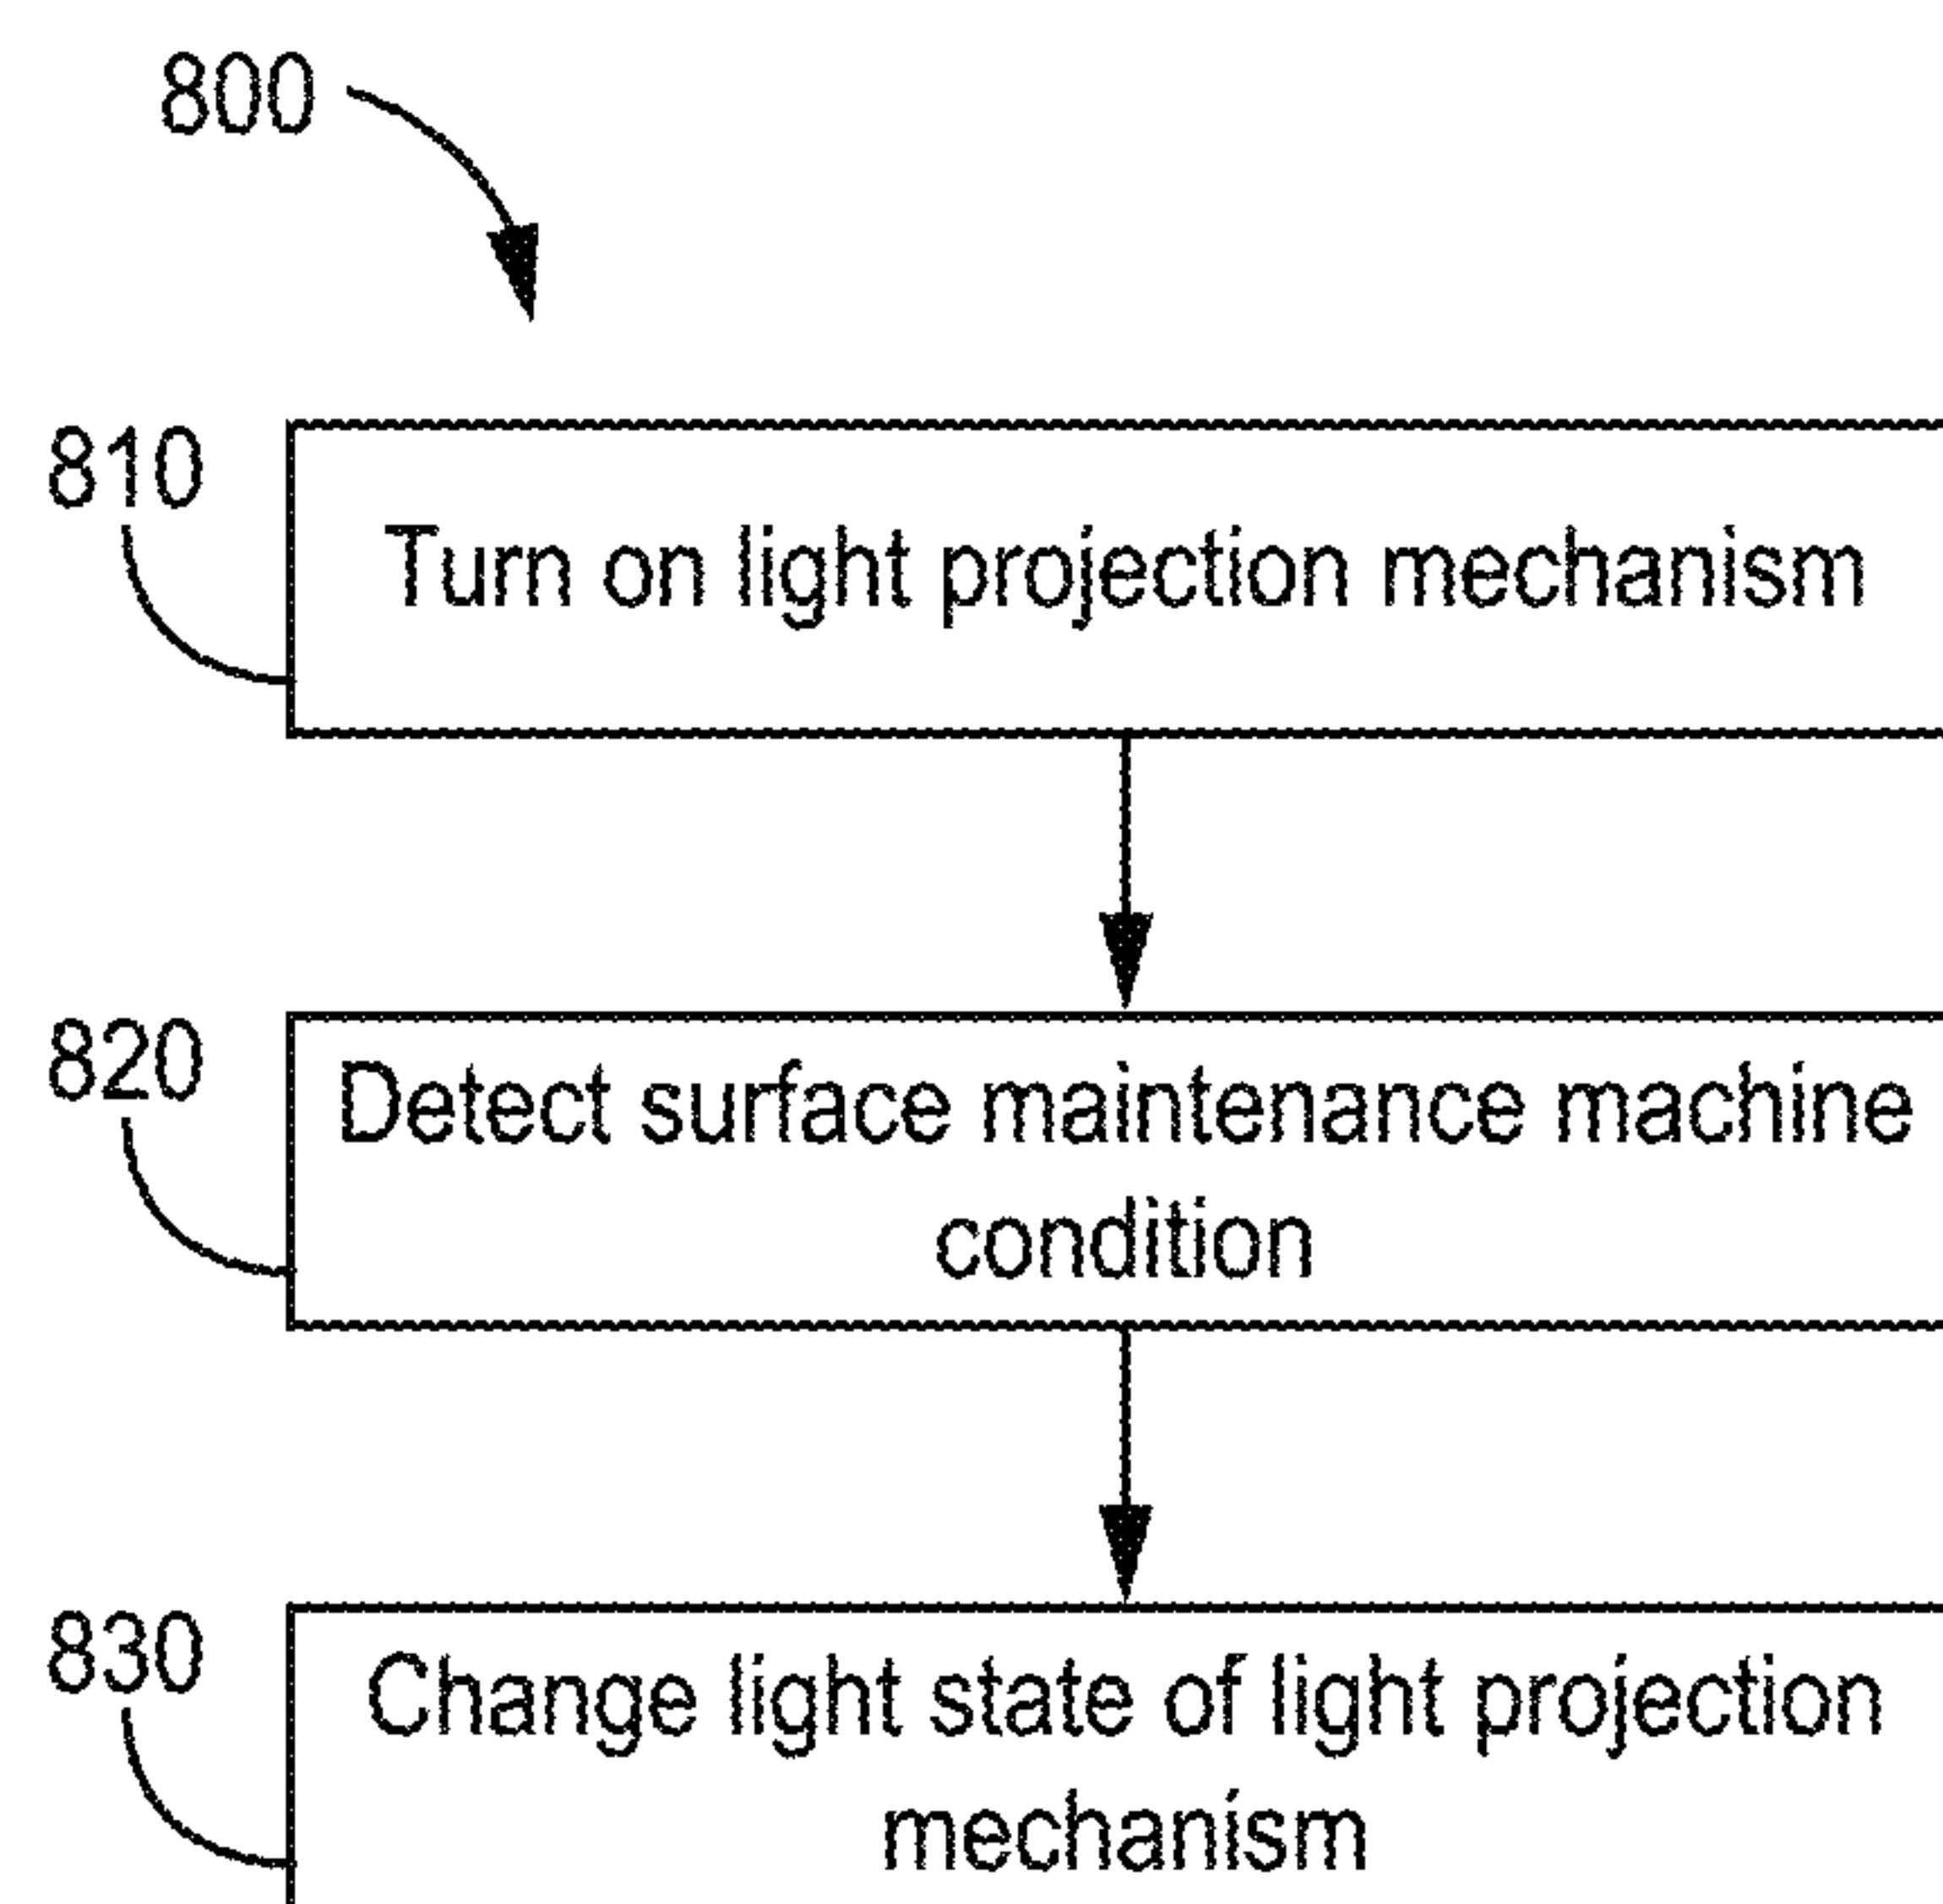 800
810
Turn on light projection mechanism
820
Detect surface maintenance machine
condition
830
Change light state of light projection
mechanism